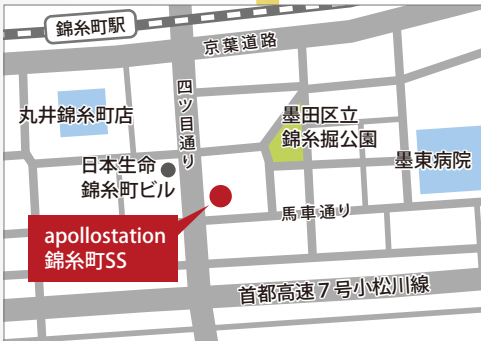 錦糸町駅
京葉道路
四ツ目通り
丸井錦糸町店
墨田区立
錦糸掘公園
墨東病院
日本生命
錦糸町ビル
馬車通り
apollostation
錦糸町SS
首都高速7号小松川線